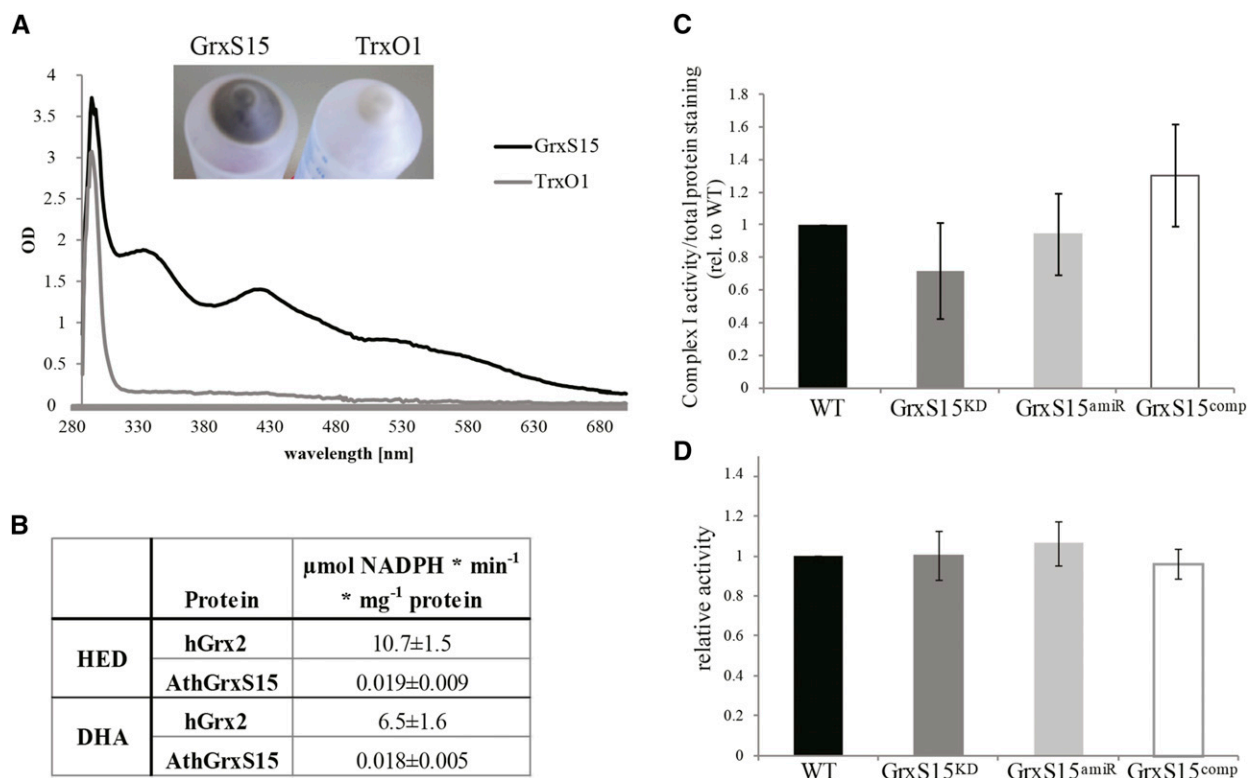 A
GrxS15 TrxO1
4
3.5
3
2.5
2
1.5
1
0.5
0
OD
280 330 380 430 480 530 580 630 680
wavelength [nm]
GrxS15
TrxO1
B
Protein µmol NADPH * min-1 * mg-1 protein
HED hGrx2 10.7±1.5
AthGrxS15 0.019±0.009
DHA hGrx2 6.5±1.6
AthGrxS15 0.018±0.005
C
Complex I activity/total protein staining
(rel. to WT)
1.8
1.6
1.4
1.2
1
0.8
0.6
0.4
0.2
0
WT GrxS15KD GrxS15amiR GrxS15comp
D
relative activity
1.4
1.2
1
0.8
0.6
0.4
0.2
0
WT GrxS15KD GrxS15amiR GrxS15comp